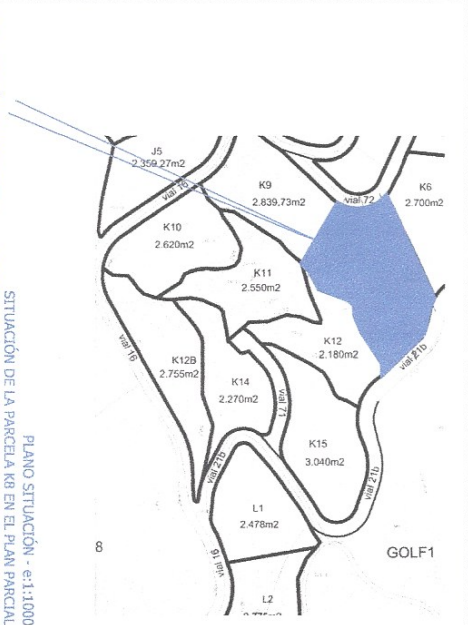 J5
2.359,27m2
vial 16
K9
2.839,73m2
vial 72
K6
2.700m2
K10
2.620m2
K11
2.550m2
K12
2.180m2
vial 21b
vial 16
K12B
2.755m2
K14
2.270m2
vial 71
K15
3.040m2
vial 21b
vial 21b
L1
2.478m2
8
vial 16
GOLF1
L2
PLANO SITUACIÓN - e:1:1000
SITUACIÓN DE LA PARCELA K8 EN EL PLAN PARCIAL